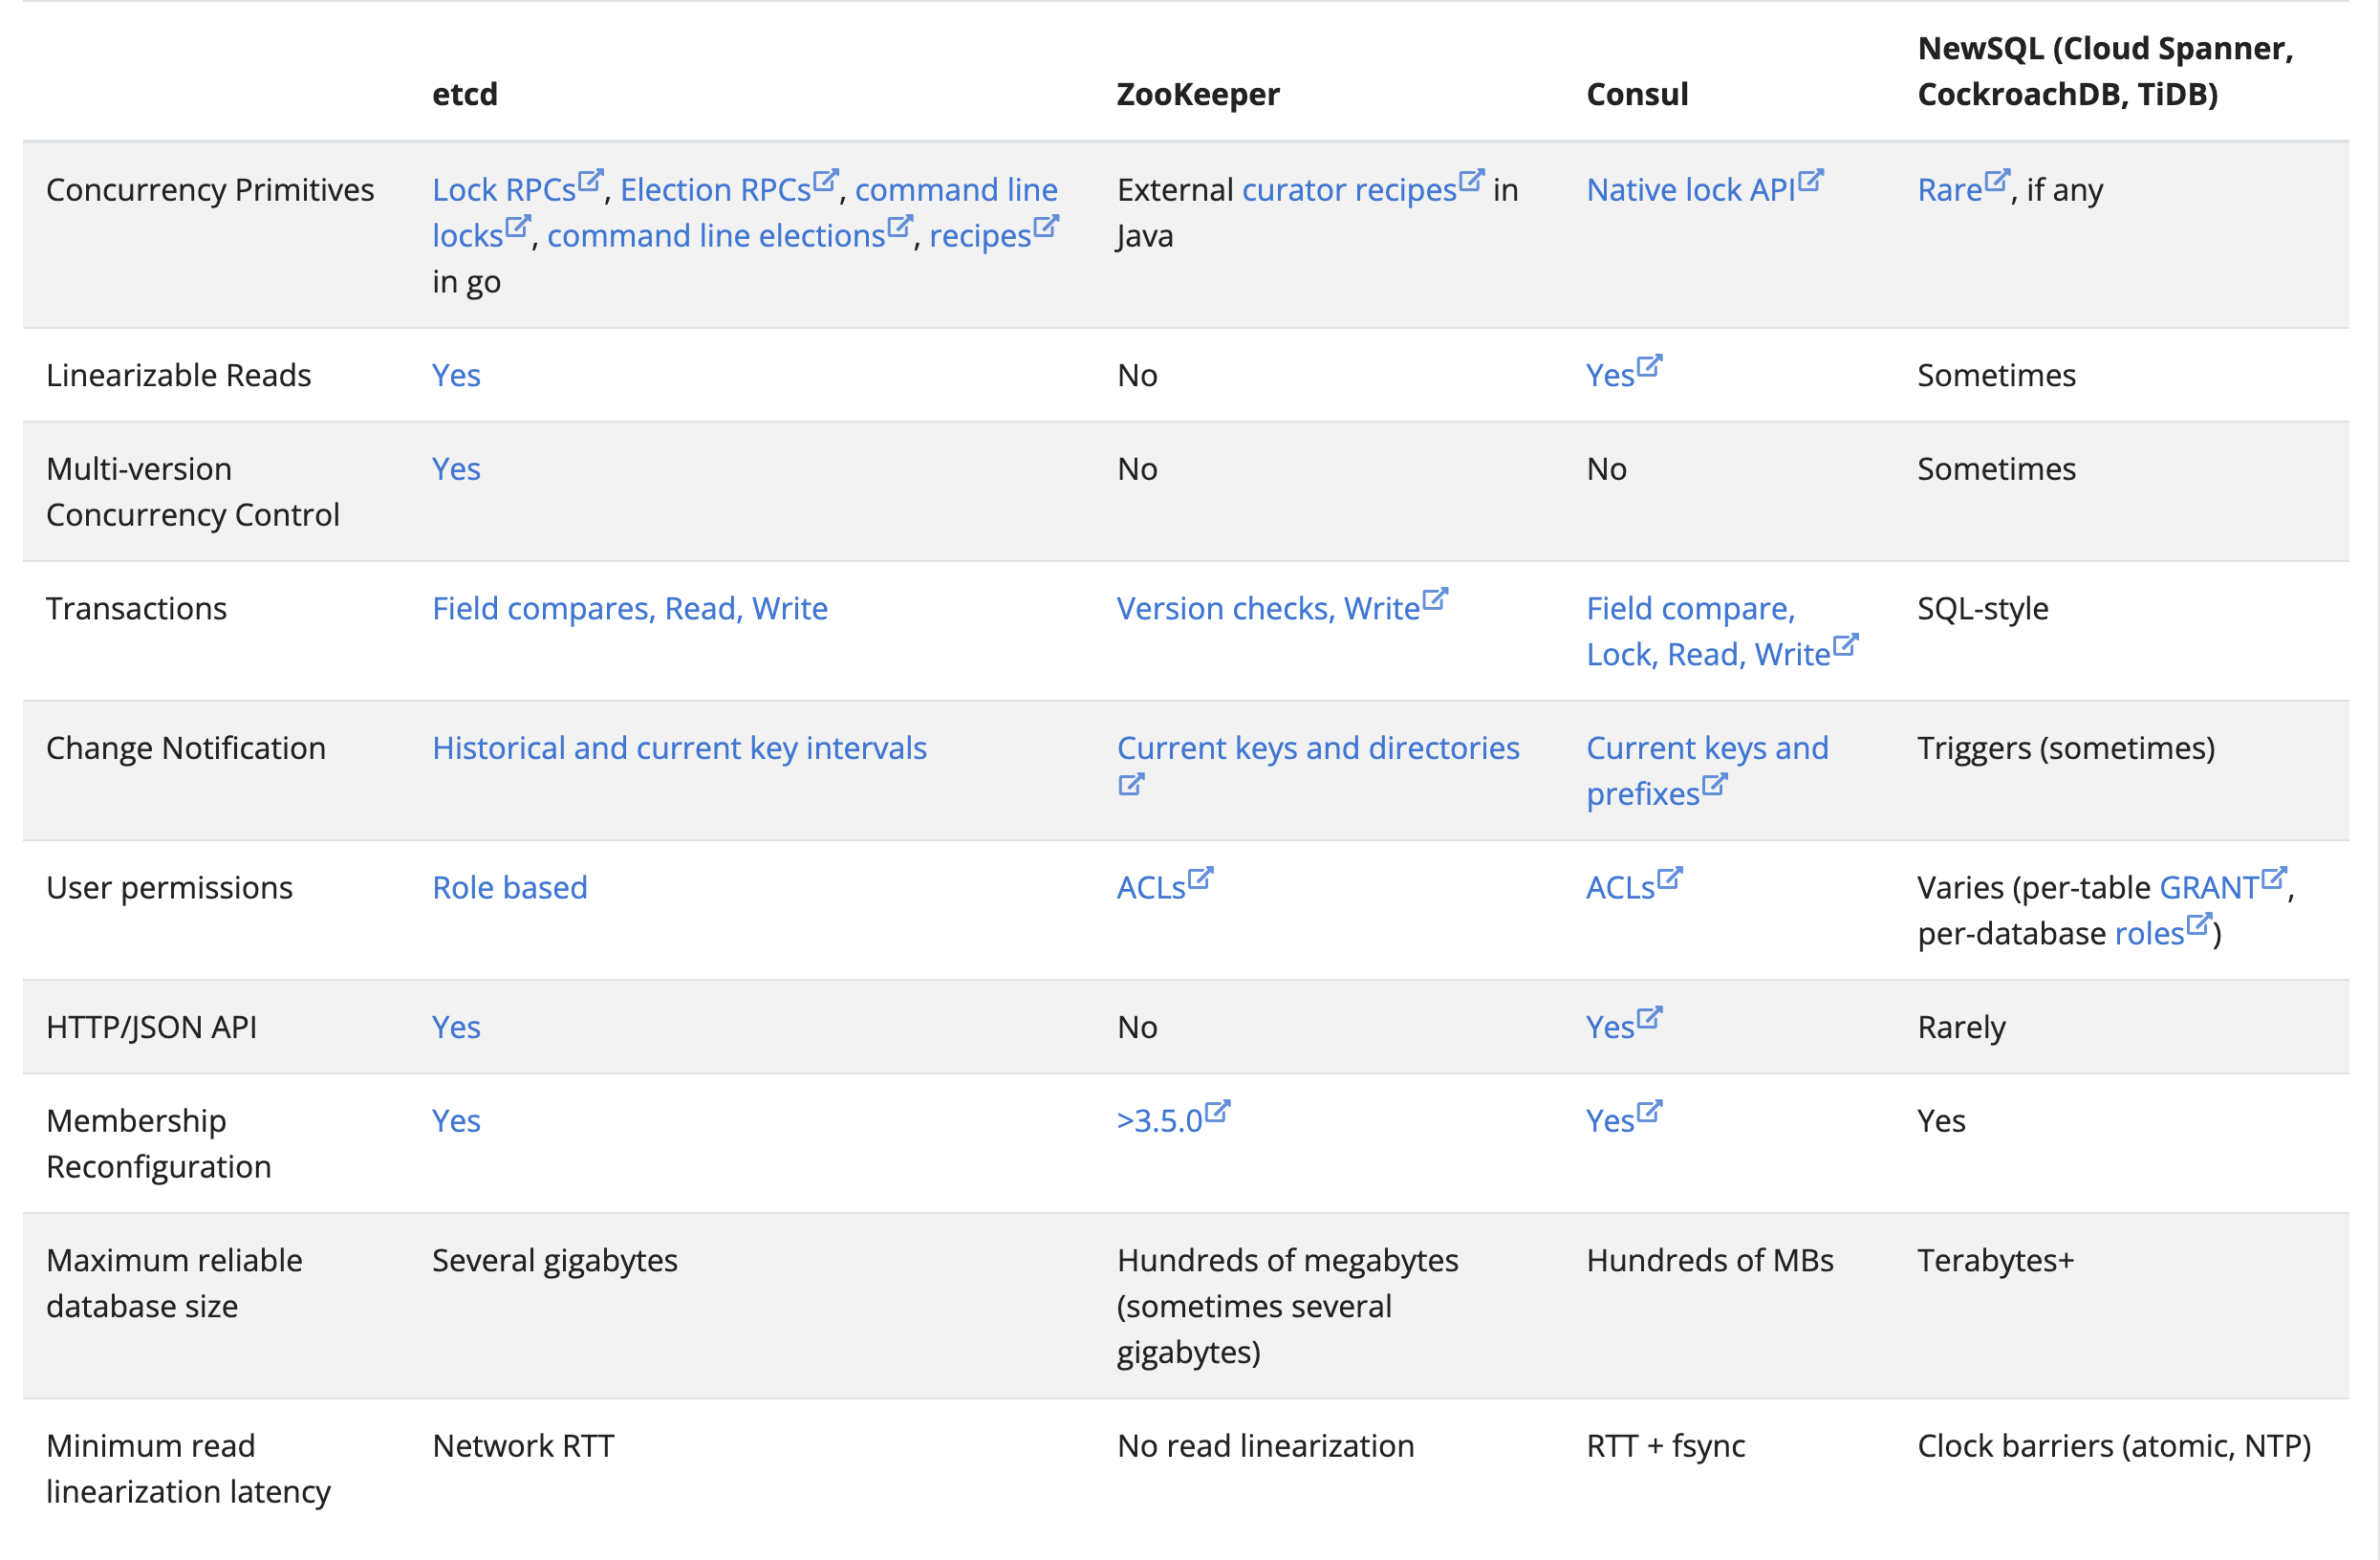 etcd
ZooKeeper
Consul
NewSQL (Cloud Spanner,
CockroachDB, TiDB)
Concurrency Primitives
Lock RPCs, Election RPCs, command line
locks, command line elections, recipes
in go
External curator recipes in
Java
Native lock API
Rare, if any
Linearizable Reads
Yes
No
Yes
Sometimes
Multi-version
Concurrency Control
Yes
No
No
Sometimes
Transactions
Field compares, Read, Write
Version checks, Write
Field compare,
Lock, Read, Write
SQL-style
Change Notification
Historical and current key intervals
Current keys and directories
Current keys and
prefixes
Triggers (sometimes)
User permissions
Role based
ACLs
ACLs
Varies (per-table GRANT,
per-database roles)
HTTP/JSON API
Yes
No
Yes
Rarely
Membership
Reconfiguration
Yes
>3.5.0
Yes
Yes
Maximum reliable
database size
Several gigabytes
Hundreds of megabytes
(sometimes several
gigabytes)
Hundreds of MBs
Terabytes+
Minimum read
linearization latency
Network RTT
No read linearization
RTT + fsync
Clock barriers (atomic, NTP)